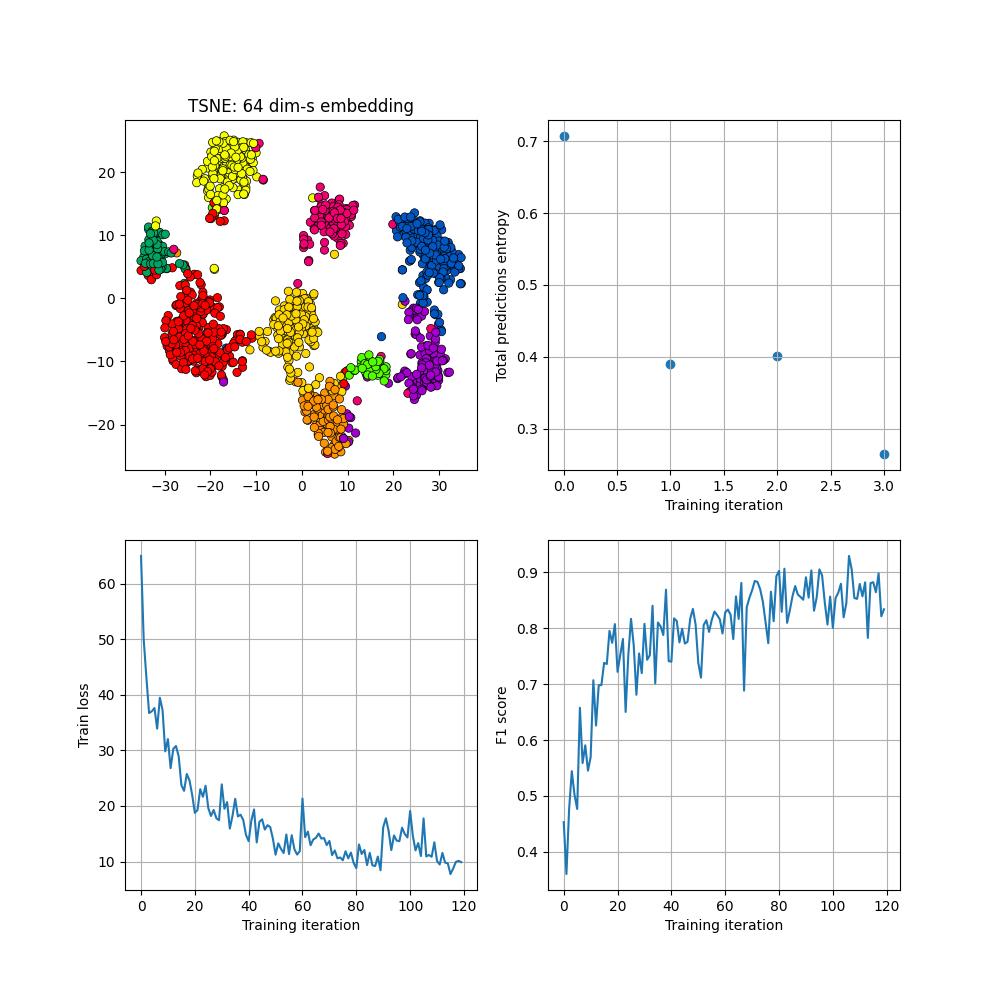 TSNE: 64 dim-s embedding
20
10
0
−10
−20
−30 −20 −10 0 10 20 30
Total predictions entropy
0.7
0.6
0.5
0.4
0.3
0.0 0.5 1.0 1.5 2.0 2.5 3.0
Training iteration
Train loss
60
50
40
30
20
10
0 20 40 60 80 100 120
Training iteration
F1 score
0.9
0.8
0.7
0.6
0.5
0.4
0 20 40 60 80 100 120
Training iteration